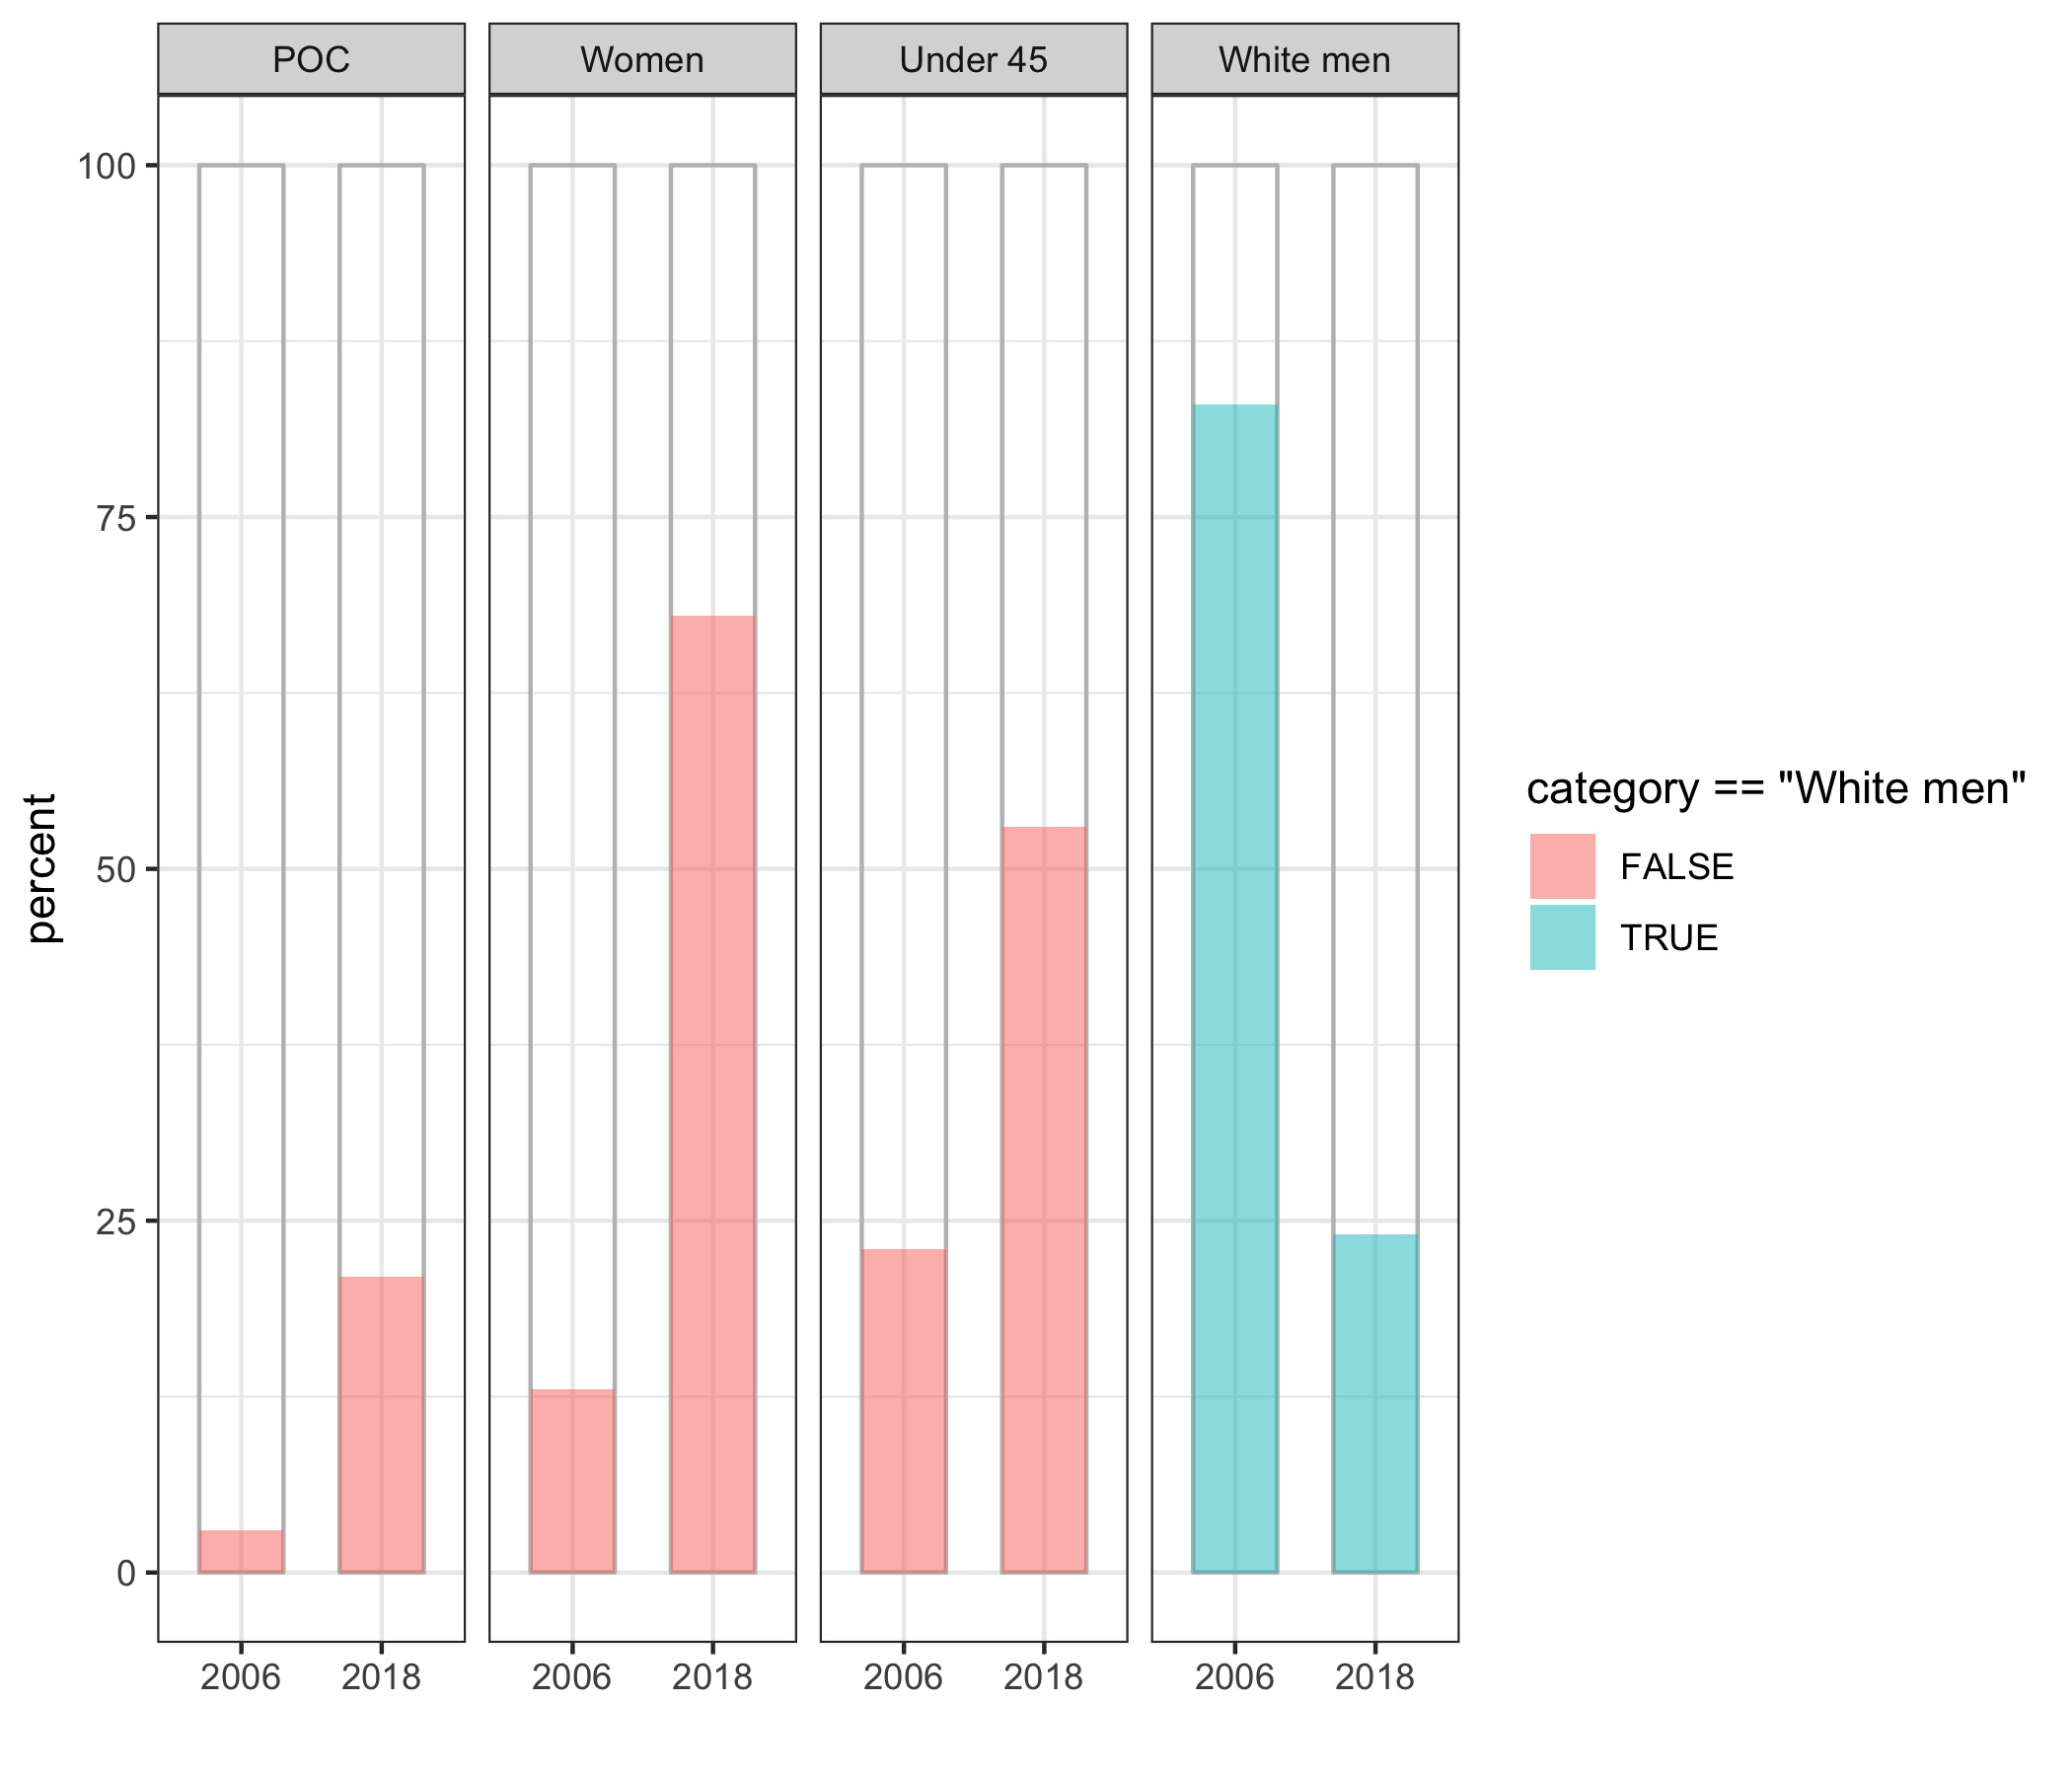 POC Women Under 45 White men
100
75
50
25
0
percent
2006 2018 2006 2018 2006 2018 2006 2018
category == "White men"
FALSE
TRUE